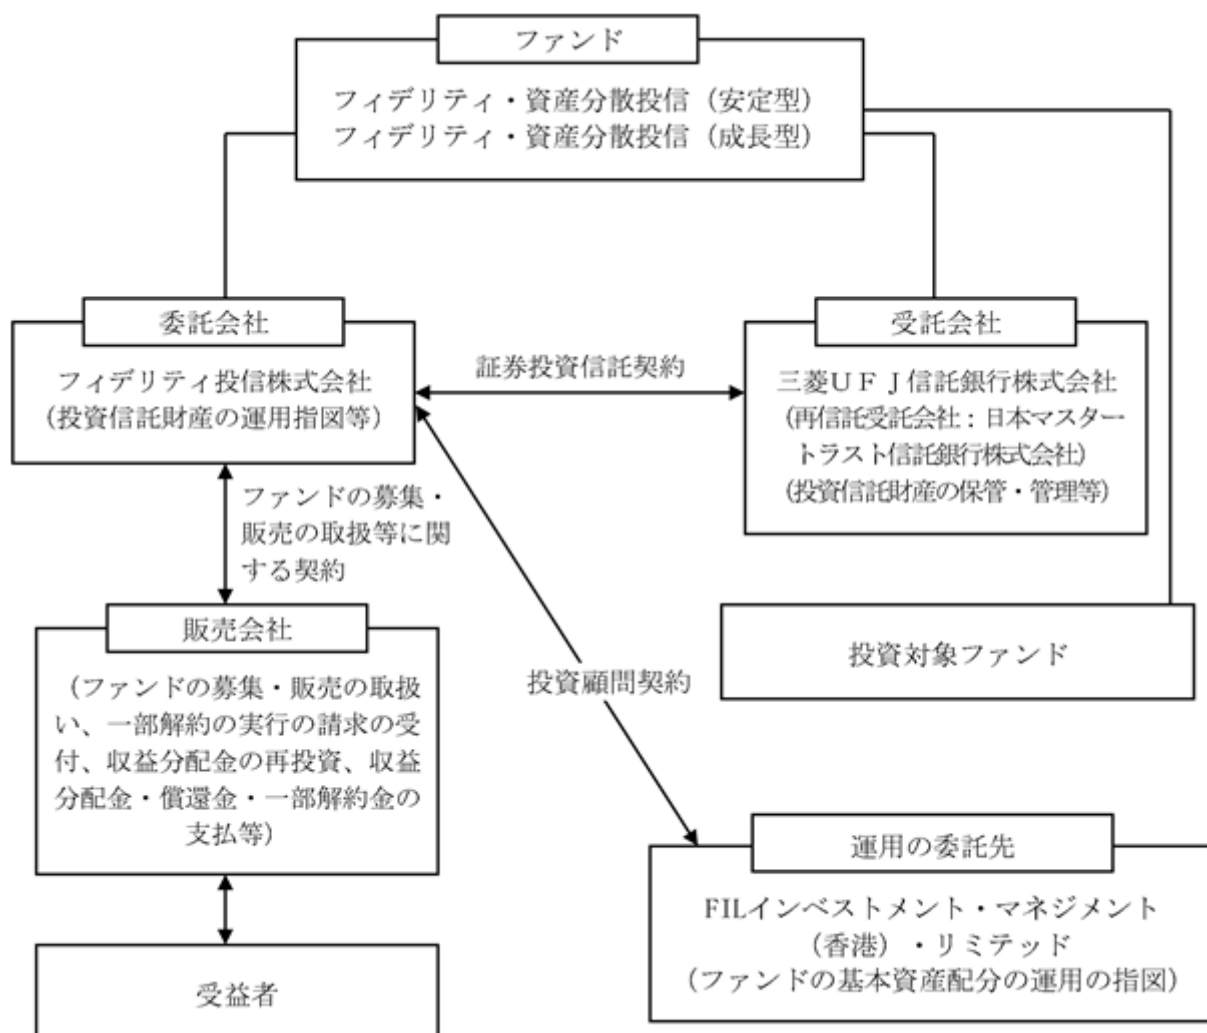 ファンド
フィデリティ・資産分散投信（安定型）
フィデリティ・資産分散投信（成長型）
委託会社
フィデリティ投信株式会社
（投資信託財産の運用指図等）
証券投資信託契約
受託会社
三菱ＵＦＪ信託銀行株式会社
（再信託受託会社：日本マスター
トラスト信託銀行株式会社）
（投資信託財産の保管・管理等）
ファンドの募集・
販売の取扱等に関
する契約
販売会社
（ファンドの募集・販売の取扱
い、一部解約の実行の請求の受
付、収益分配金の再投資、収益
分配金・償還金・一部解約金の
支払等）
投資顧問契約
投資対象ファンド
運用の委託先
FILインベストメント・マネジメント
（香港）・リミテッド
（ファンドの基本資産配分の運用の指図）
受益者